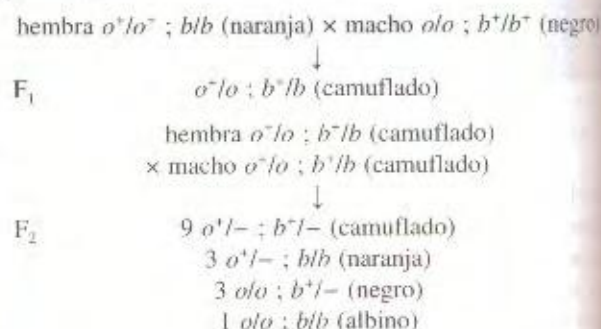 hembra o⁺/o⁺ ; b/b (naranja) × macho o/o ; b⁺/b⁺ (negro)
↓
F₁ o⁺/o ; b⁺/b (camuflado)
hembra o⁺/o ; b⁺/b (camuflado)
× macho o⁺/o ; b⁺/b (camuflado)
↓
F₂ 9 o⁺/– ; b⁺/– (camuflado)
3 o⁺/– ; b/b (naranja)
3 o/o ; b⁺/– (negro)
1 o/o ; b/b (albino)